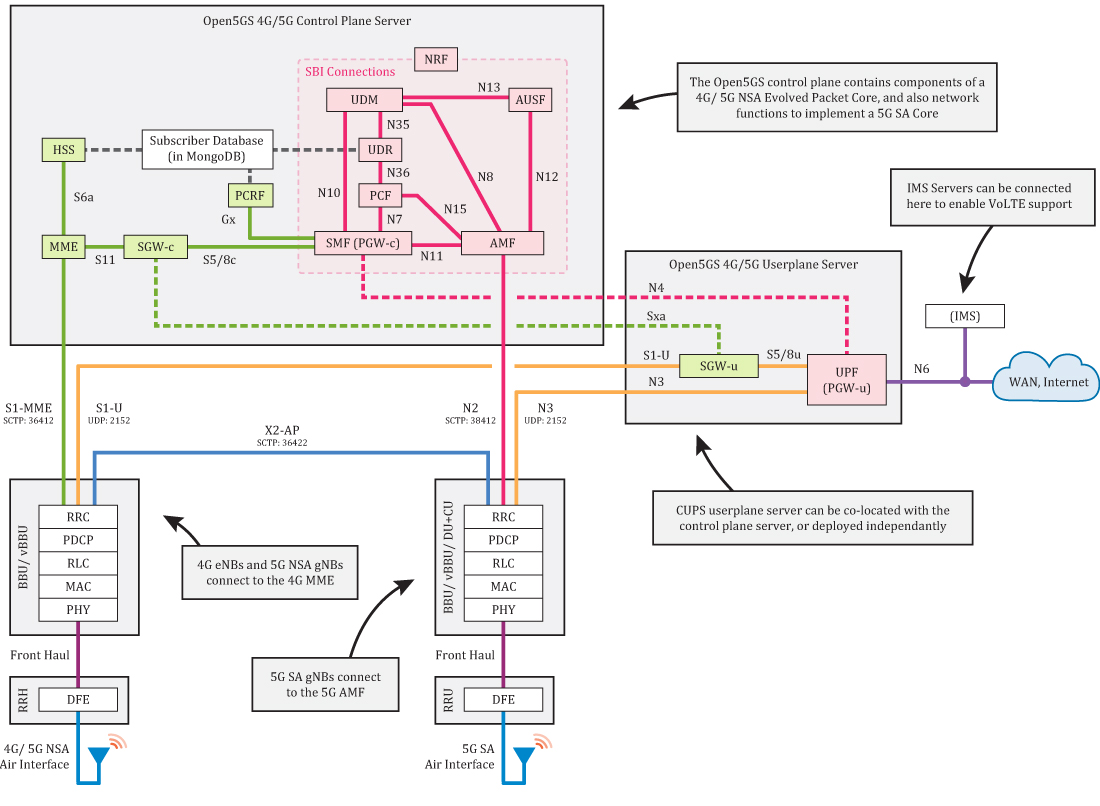 Open5GS 4G/5G Control Plane Server
NRF
SBI Connections
N13
UDM
AUSF
The Open5GS control plane contains components of a
4G/ 5G NSA Evolved Packet Core, and also network
functions to implement a 5G SA Core
N35
HSS
Subscriber Database
(in MongoDB)
UDR
N36
N8
N12
S6a
PCRF
N10
PCF
N15
Gx
N7
IMS Servers can be connected
here to enable VoLTE support
MME
SGW-c
SMF (PGW-c)
AMF
S11
S5/8c
N11
Open5GS 4G/5G Userplane Server
N4
Sxa
(IMS)
S1-U
SGW-u
S5/8u
UPF
(PGW-u)
N6
WAN, Internet
N3
S1-MME
SCTP: 36412
S1-U
UDP: 2152
N2
SCTP: 38412
N3
UDP: 2152
X2-AP
SCTP: 36422
CUPS userplane server can be co-located with the
control plane server, or deployed independantly
BBU/ vBBU
RRC
PDCP
RLC
MAC
PHY
4G eNBs and 5G NSA gNBs
connect to the 4G MME
BBU/ vBBU/ DU+CU
RRC
PDCP
RLC
MAC
PHY
Front Haul
5G SA gNBs connect
to the 5G AMF
Front Haul
RRH
DFE
RRU
DFE
4G/ 5G NSA
Air Interface
5G SA
Air Interface